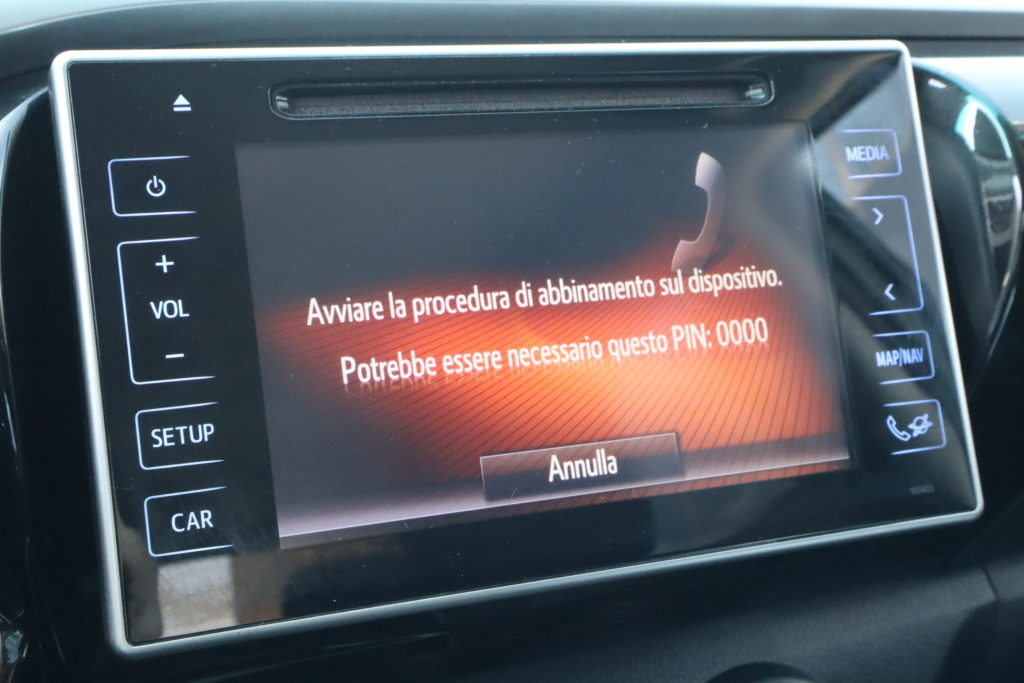 MEDIA
+
VOL
−
Avviare la procedura di abbinamento sul dispositivo.
Potrebbe essere necessario questo PIN: 0000
MAP/NAV
SETUP
Annulla
CAR